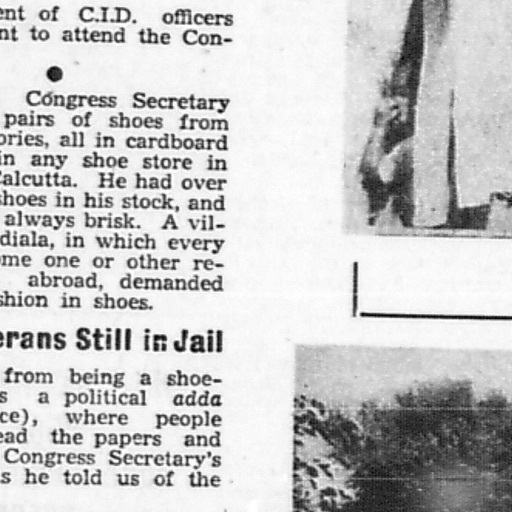 ent of C.I.D. officers
nt to attend the Con-
Congress Secretary
pairs of shoes from
ories, all in cardboard
in any shoe store in
Calcutta. He had over
shoes in his stock, and
always brisk. A vil-
diala, in which every
ome one or other re-
abroad, demanded
shion in shoes.
erans Still in Jail
from being a shoe-
s a political adda
ce), where people
ead the papers and
Congress Secretary's
s he told us of the